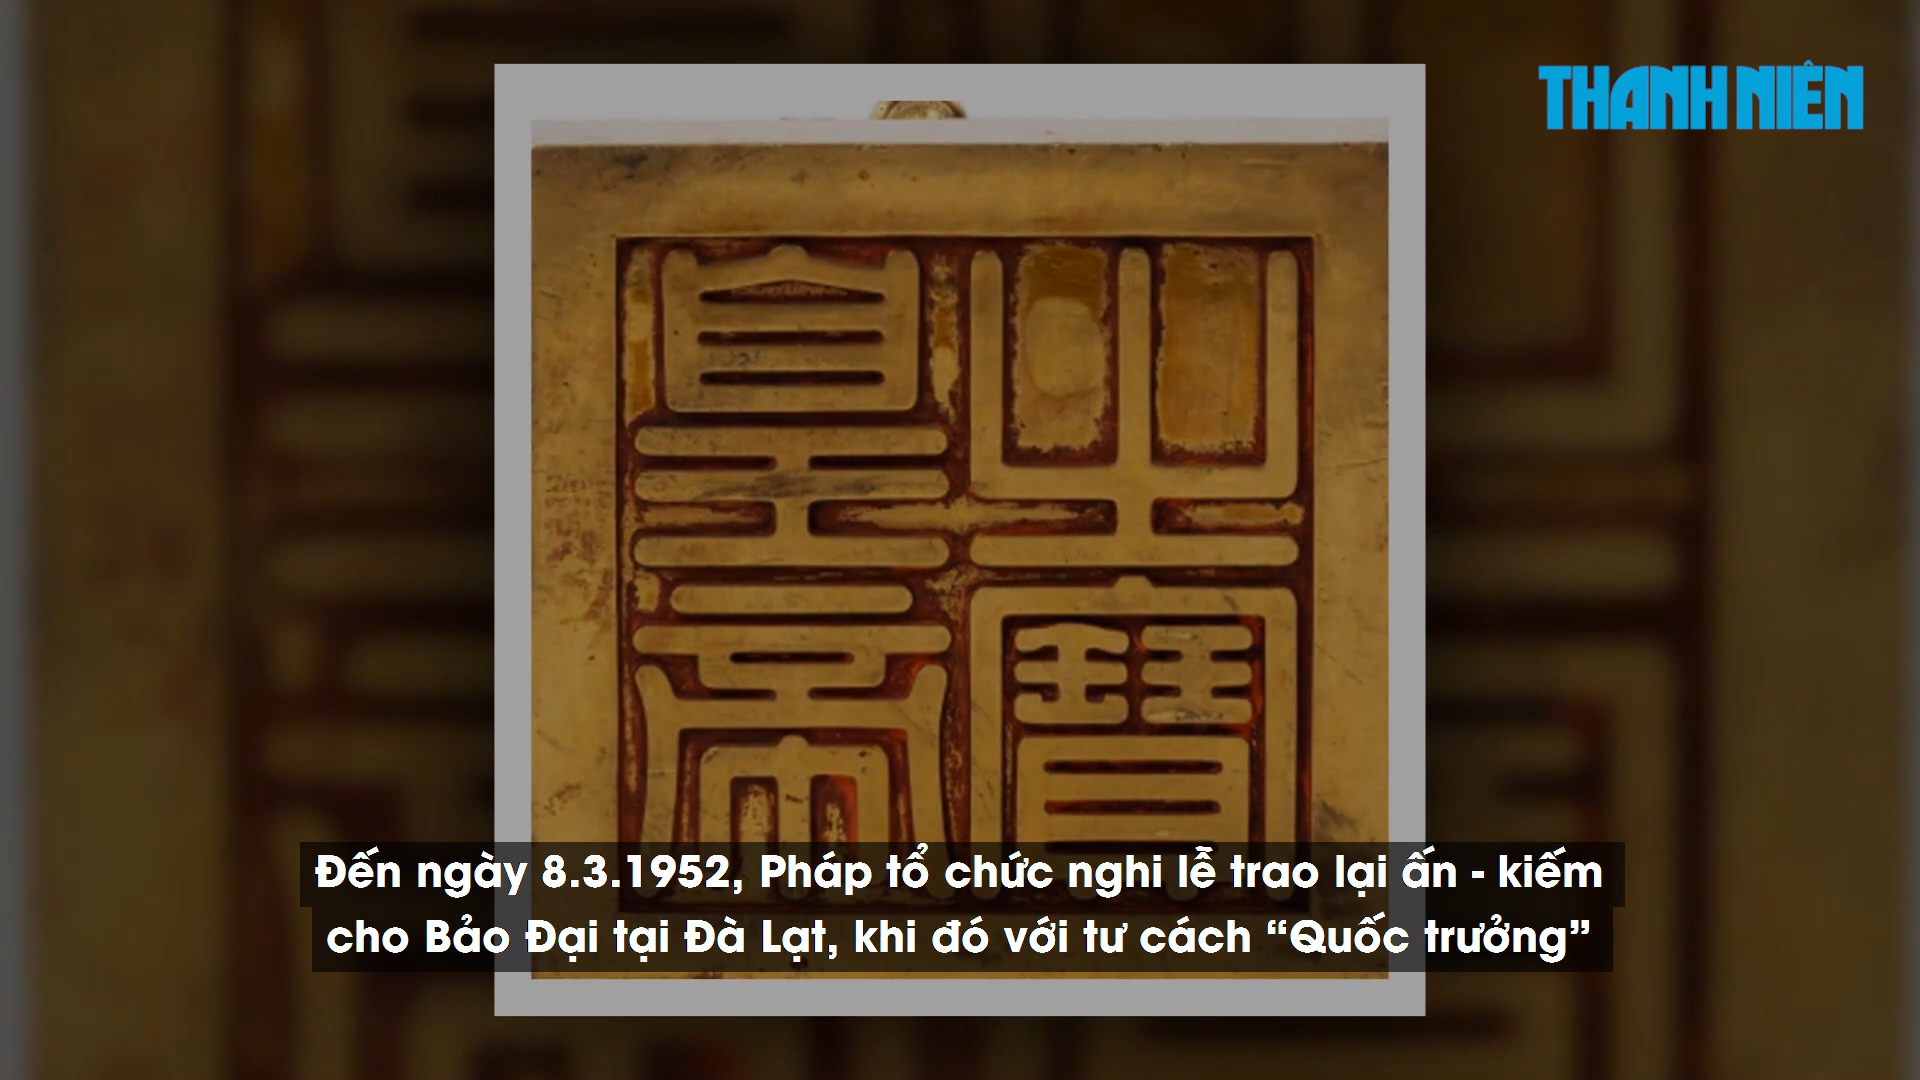 THANH NIÊN
皇之
帝寶
Đến ngày 8.3.1952, Pháp tổ chức nghi lễ trao lại ấn - kiếm
cho Bảo Đại tại Đà Lạt, khi đó với tư cách “Quốc trưởng”